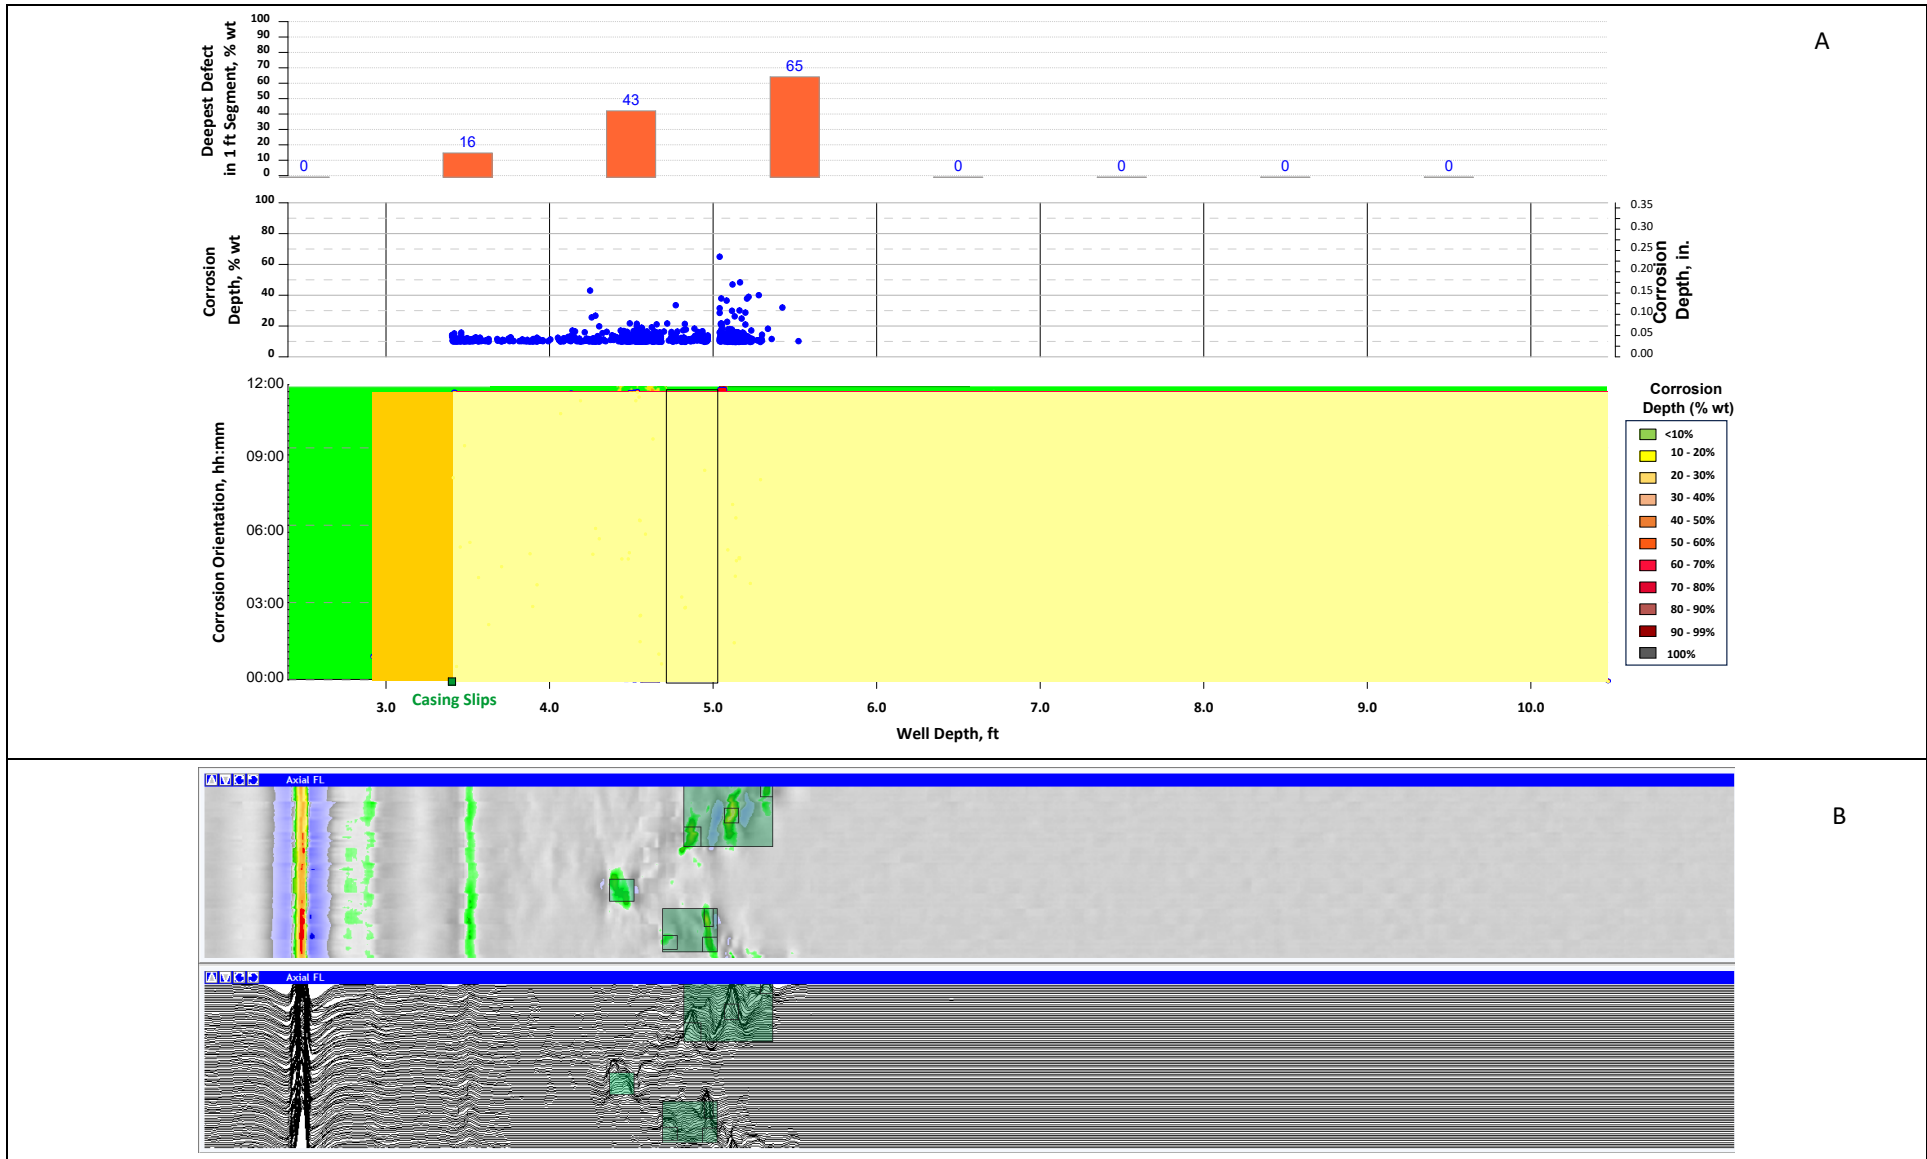 A
Deepest Defect
in 1 ft Segment, % wt
100
90
80
70
60
50
40
30
20
10
0
0
16
43
65
0
0
0
0
Corrosion
Depth, % wt
100
80
60
40
20
0
0.35
0.30
0.25
0.20
0.15
0.10
0.05
0.00
Corrosion
Depth, in.
Corrosion Orientation, hh:mm
12:00
09:00
06:00
03:00
00:00
Casing Slips
3.0
4.0
5.0
6.0
7.0
8.0
9.0
10.0
Well Depth, ft
Corrosion
Depth (% wt)
<10%
10 - 20%
20 - 30%
30 - 40%
40 - 50%
50 - 60%
60 - 70%
70 - 80%
80 - 90%
90 - 99%
100%
B
Axial FL
Axial FL